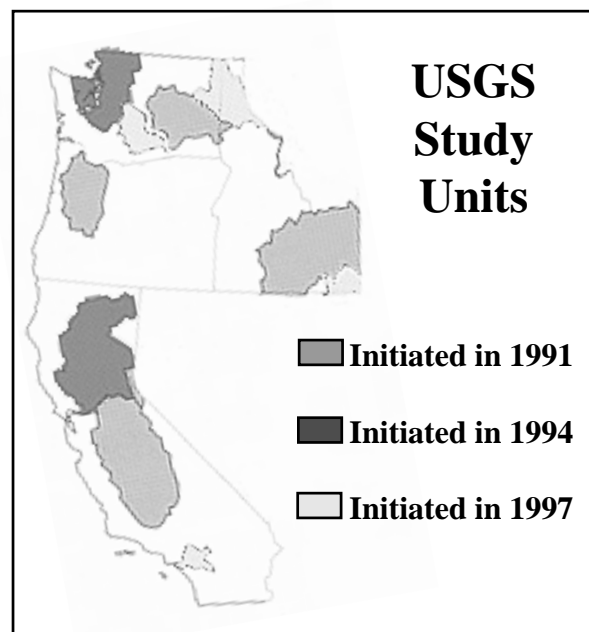 USGS
Study
Units
Initiated in 1991
Initiated in 1994
Initiated in 1997